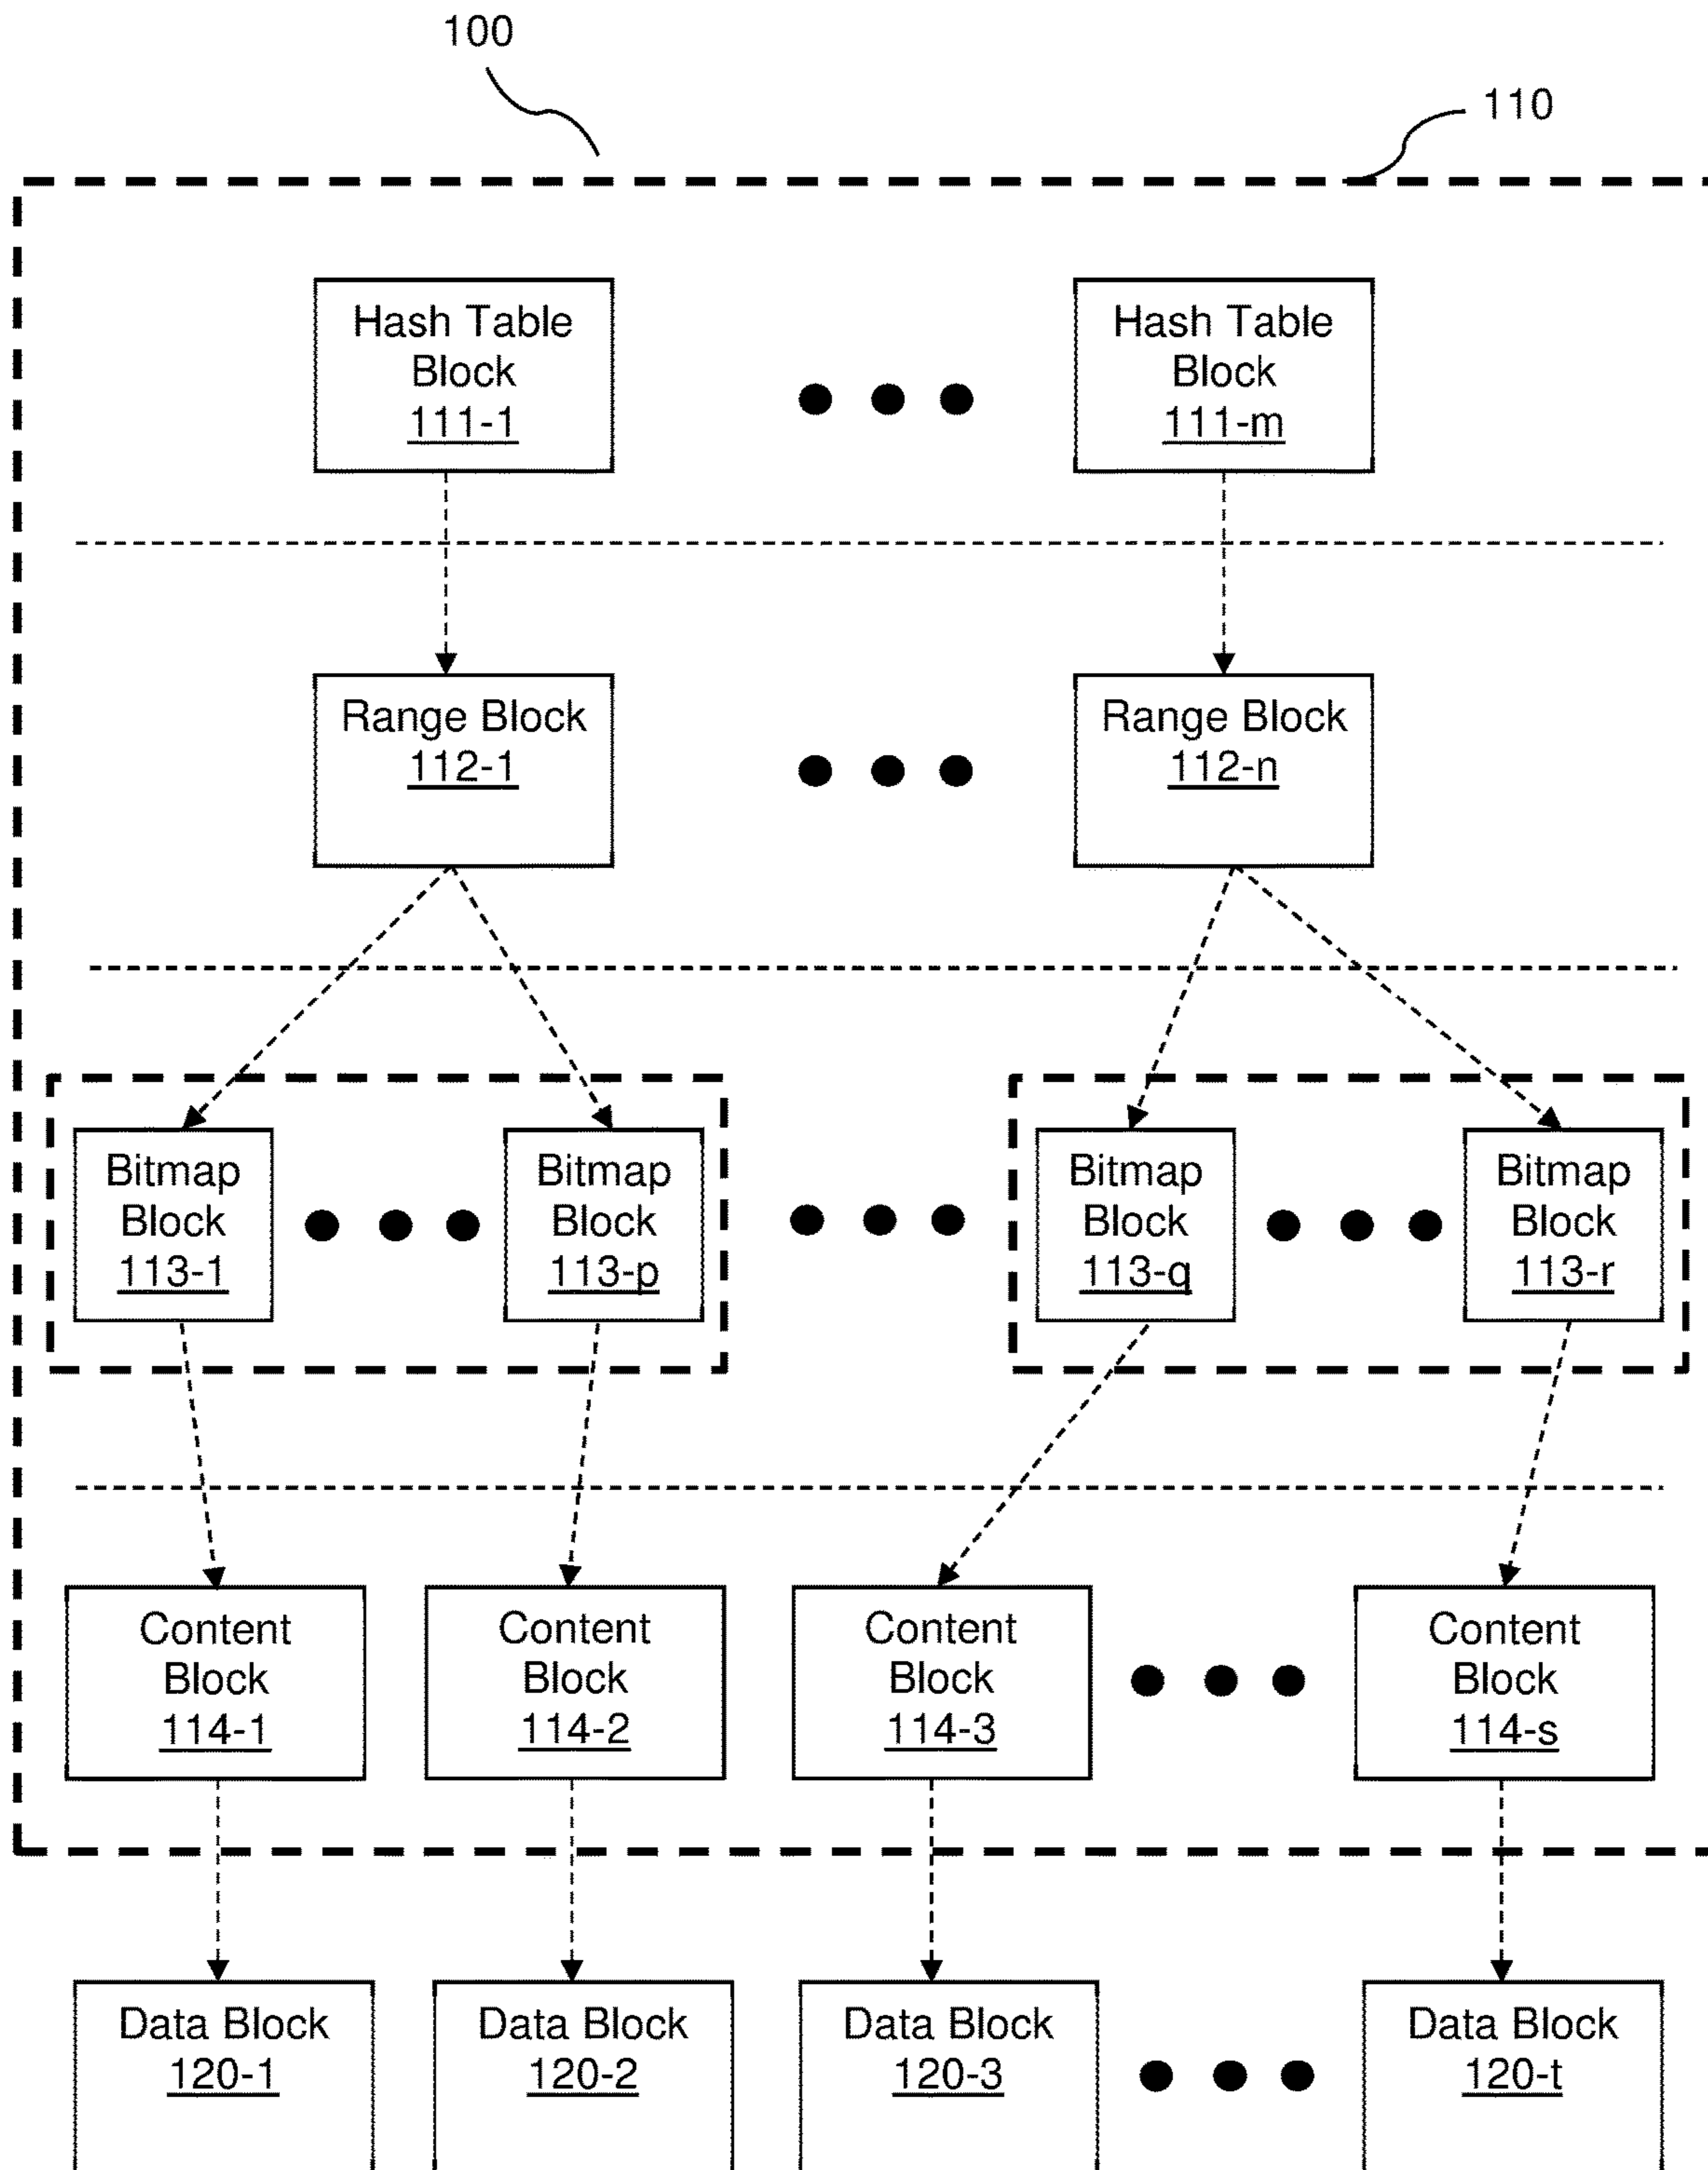 100
110
Hash Table
Block
111-1
Hash Table
Block
111-m
Range Block
112-1
Range Block
112-n
Bitmap
Block
113-1
Bitmap
Block
113-p
Bitmap
Block
113-q
Bitmap
Block
113-r
Content
Block
114-1
Content
Block
114-2
Content
Block
114-3
Content
Block
114-s
Data Block
120-1
Data Block
120-2
Data Block
120-3
Data Block
120-t